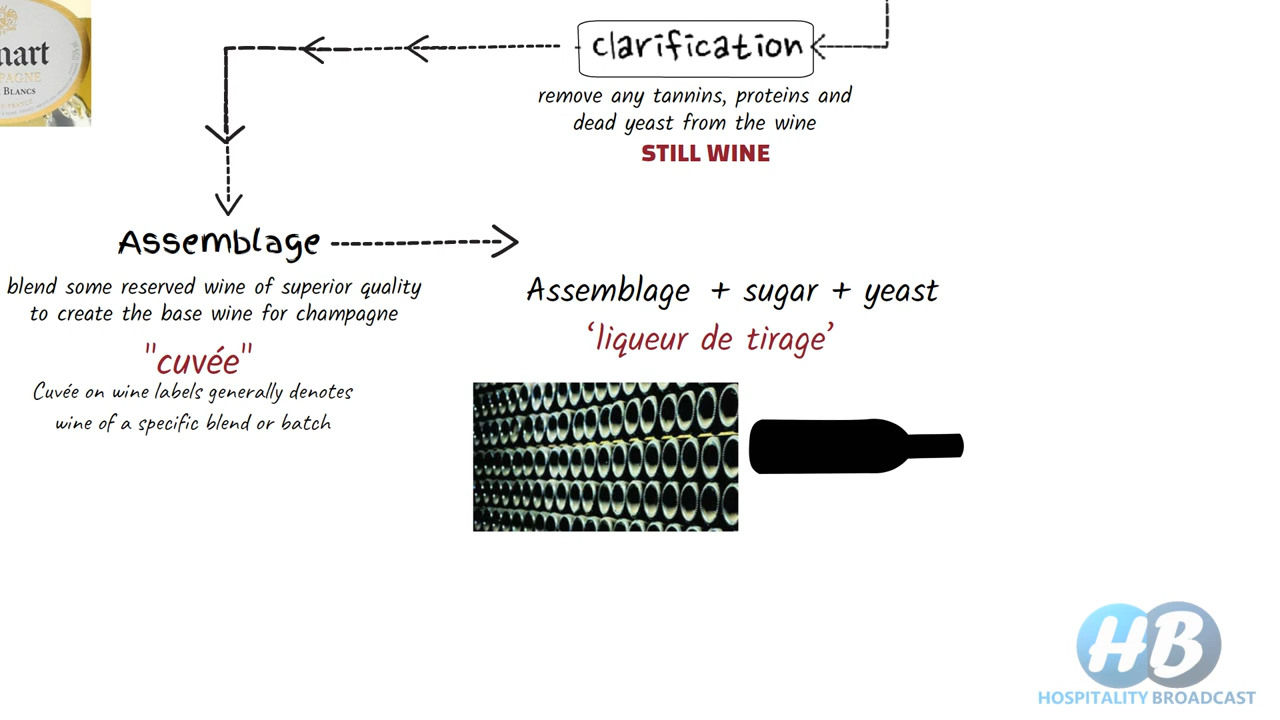 clarification
remove any tannins, proteins and
dead yeast from the wine
STILL WINE
BLANCS
Assemblage
blend some reserved wine of superior quality
to create the base wine for champagne
"cuvée"
Cuvée on wine labels generally denotes
wine of a specific blend or batch
Assemblage + sugar + yeast
‘liqueur de tirage’
HB
HOSPITALITY BROADCAST